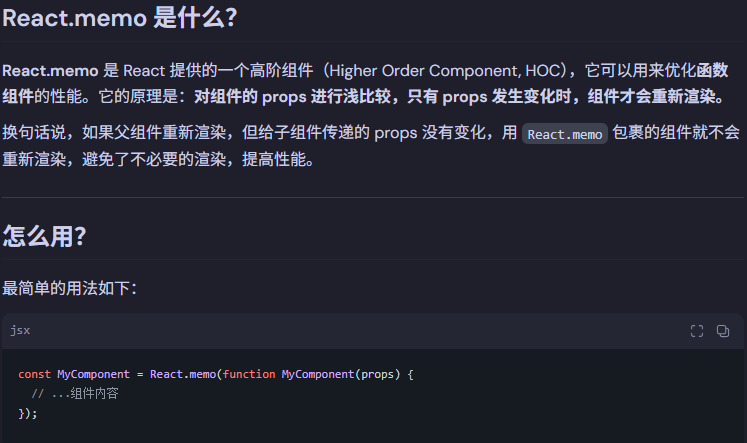 React.memo 是什么？
React.memo 是 React 提供的一个高阶组件（Higher Order Component, HOC），它可以用来优化函数
组件的性能。它的原理是：对组件的 props 进行浅比较，只有 props 发生变化时，组件才会重新渲染。
换句话说，如果父组件重新渲染，但给子组件传递的 props 没有变化，用 React.memo 包裹的组件就不会
重新渲染，避免了不必要的渲染，提高性能。
怎么用？
最简单的用法如下：
jsx
const MyComponent = React.memo(function MyComponent(props) {
  // ...组件内容
});